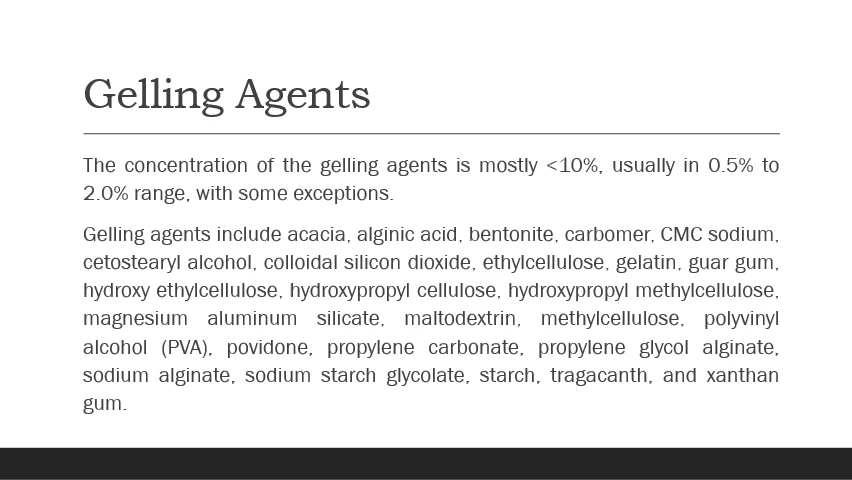 Gelling Agents
The concentration of the gelling agents is mostly <10%, usually in 0.5% to
2.0% range, with some exceptions.
Gelling agents include acacia, alginic acid, bentonite, carbomer, CMC sodium,
cetostearyl alcohol, colloidal silicon dioxide, ethylcellulose, gelatin, guar gum,
hydroxy ethylcellulose, hydroxypropyl cellulose, hydroxypropyl methylcellulose,
magnesium aluminum silicate, maltodextrin, methylcellulose, polyvinyl
alcohol (PVA), povidone, propylene carbonate, propylene glycol alginate,
sodium alginate, sodium starch glycolate, starch, tragacanth, and xanthan
gum.